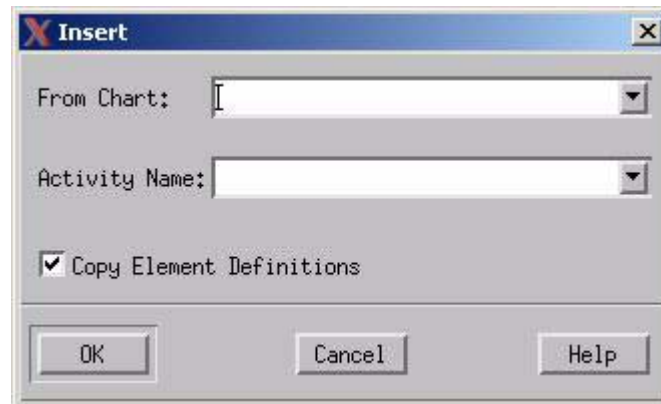 Insert
From Chart:
Activity Name:
Copy Element Definitions
OK Cancel Help